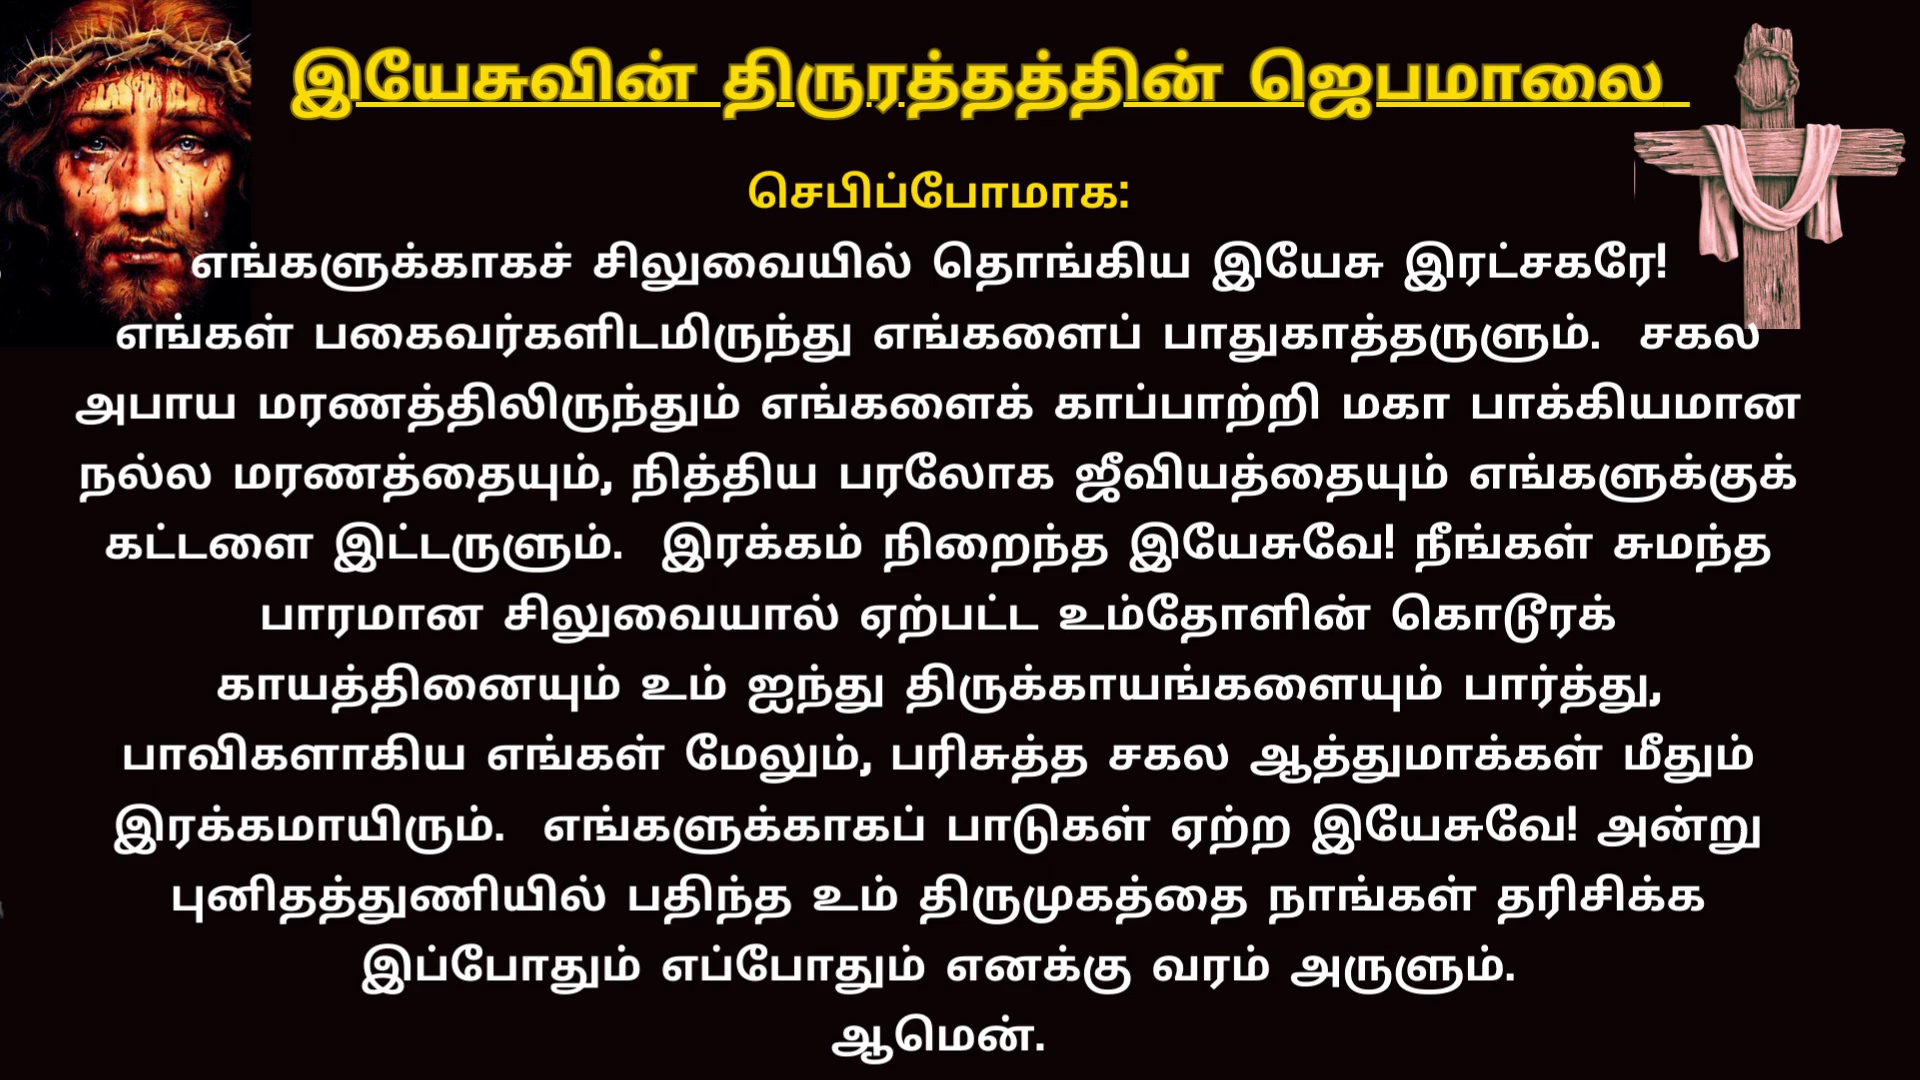 இயேசுவின் திருரத்தத்தின் ஜெபமாலை
செபிப்போமாக:
எங்களுக்காகச் சிலுவையில் தொங்கிய இயேசு இரட்சகரே!
எங்கள் பகைவர்களிடமிருந்து எங்களைப் பாதுகாத்தருளும். சகல
அபாய மரணத்திலிருந்தும் எங்களைக் காப்பாற்றி மகா பாக்கியமான
நல்ல மரணத்தையும், நித்திய பரலோக ஜீவியத்தையும் எங்களுக்குக்
கட்டளை இட்டருளும். இரக்கம் நிறைந்த இயேசுவே! நீங்கள் சுமந்த
பாரமான சிலுவையால் ஏற்பட்ட உம்தோளின் கொடூரக்
காயத்தினையும் உம் ஐந்து திருக்காயங்களையும் பார்த்து,
பாவிகளாகிய எங்கள் மேலும், பரிசுத்த சகல ஆத்துமாக்கள் மீதும்
இரக்கமாயிரும். எங்களுக்காகப் பாடுகள் ஏற்ற இயேசுவே! அன்று
புனிதத்துணியில் பதிந்த உம் திருமுகத்தை நாங்கள் தரிசிக்க
இப்போதும் எப்போதும் எனக்கு வரம் அருளும்.
ஆமென்.